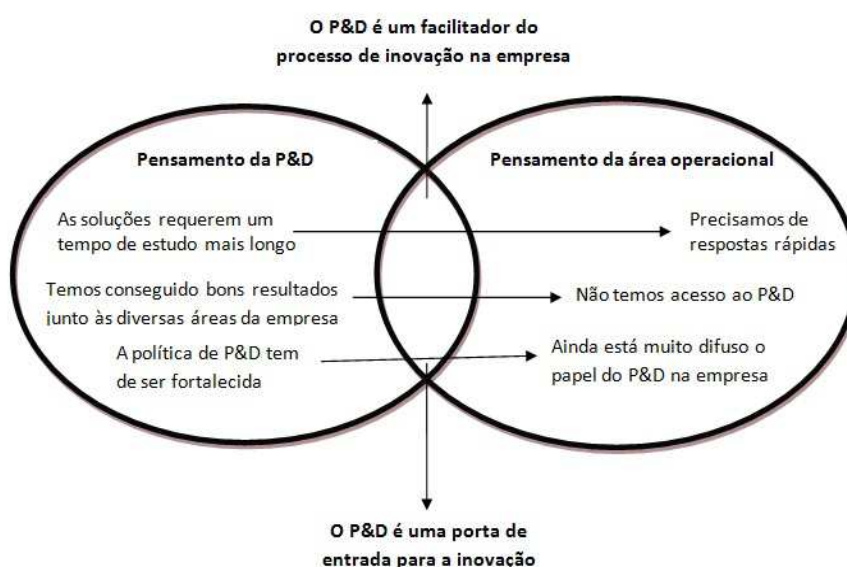 O P&D é um facilitador do
processo de inovação na empresa
Pensamento da P&D
Pensamento da área operacional
As soluções requerem um
tempo de estudo mais longo
Precisamos de
respostas rápidas
Temos conseguido bons resultados
junto às diversas áreas da empresa
Não temos acesso ao P&D
A política de P&D tem
de ser fortalecida
Ainda está muito difuso o
papel do P&D na empresa
O P&D é uma porta de
entrada para a inovação